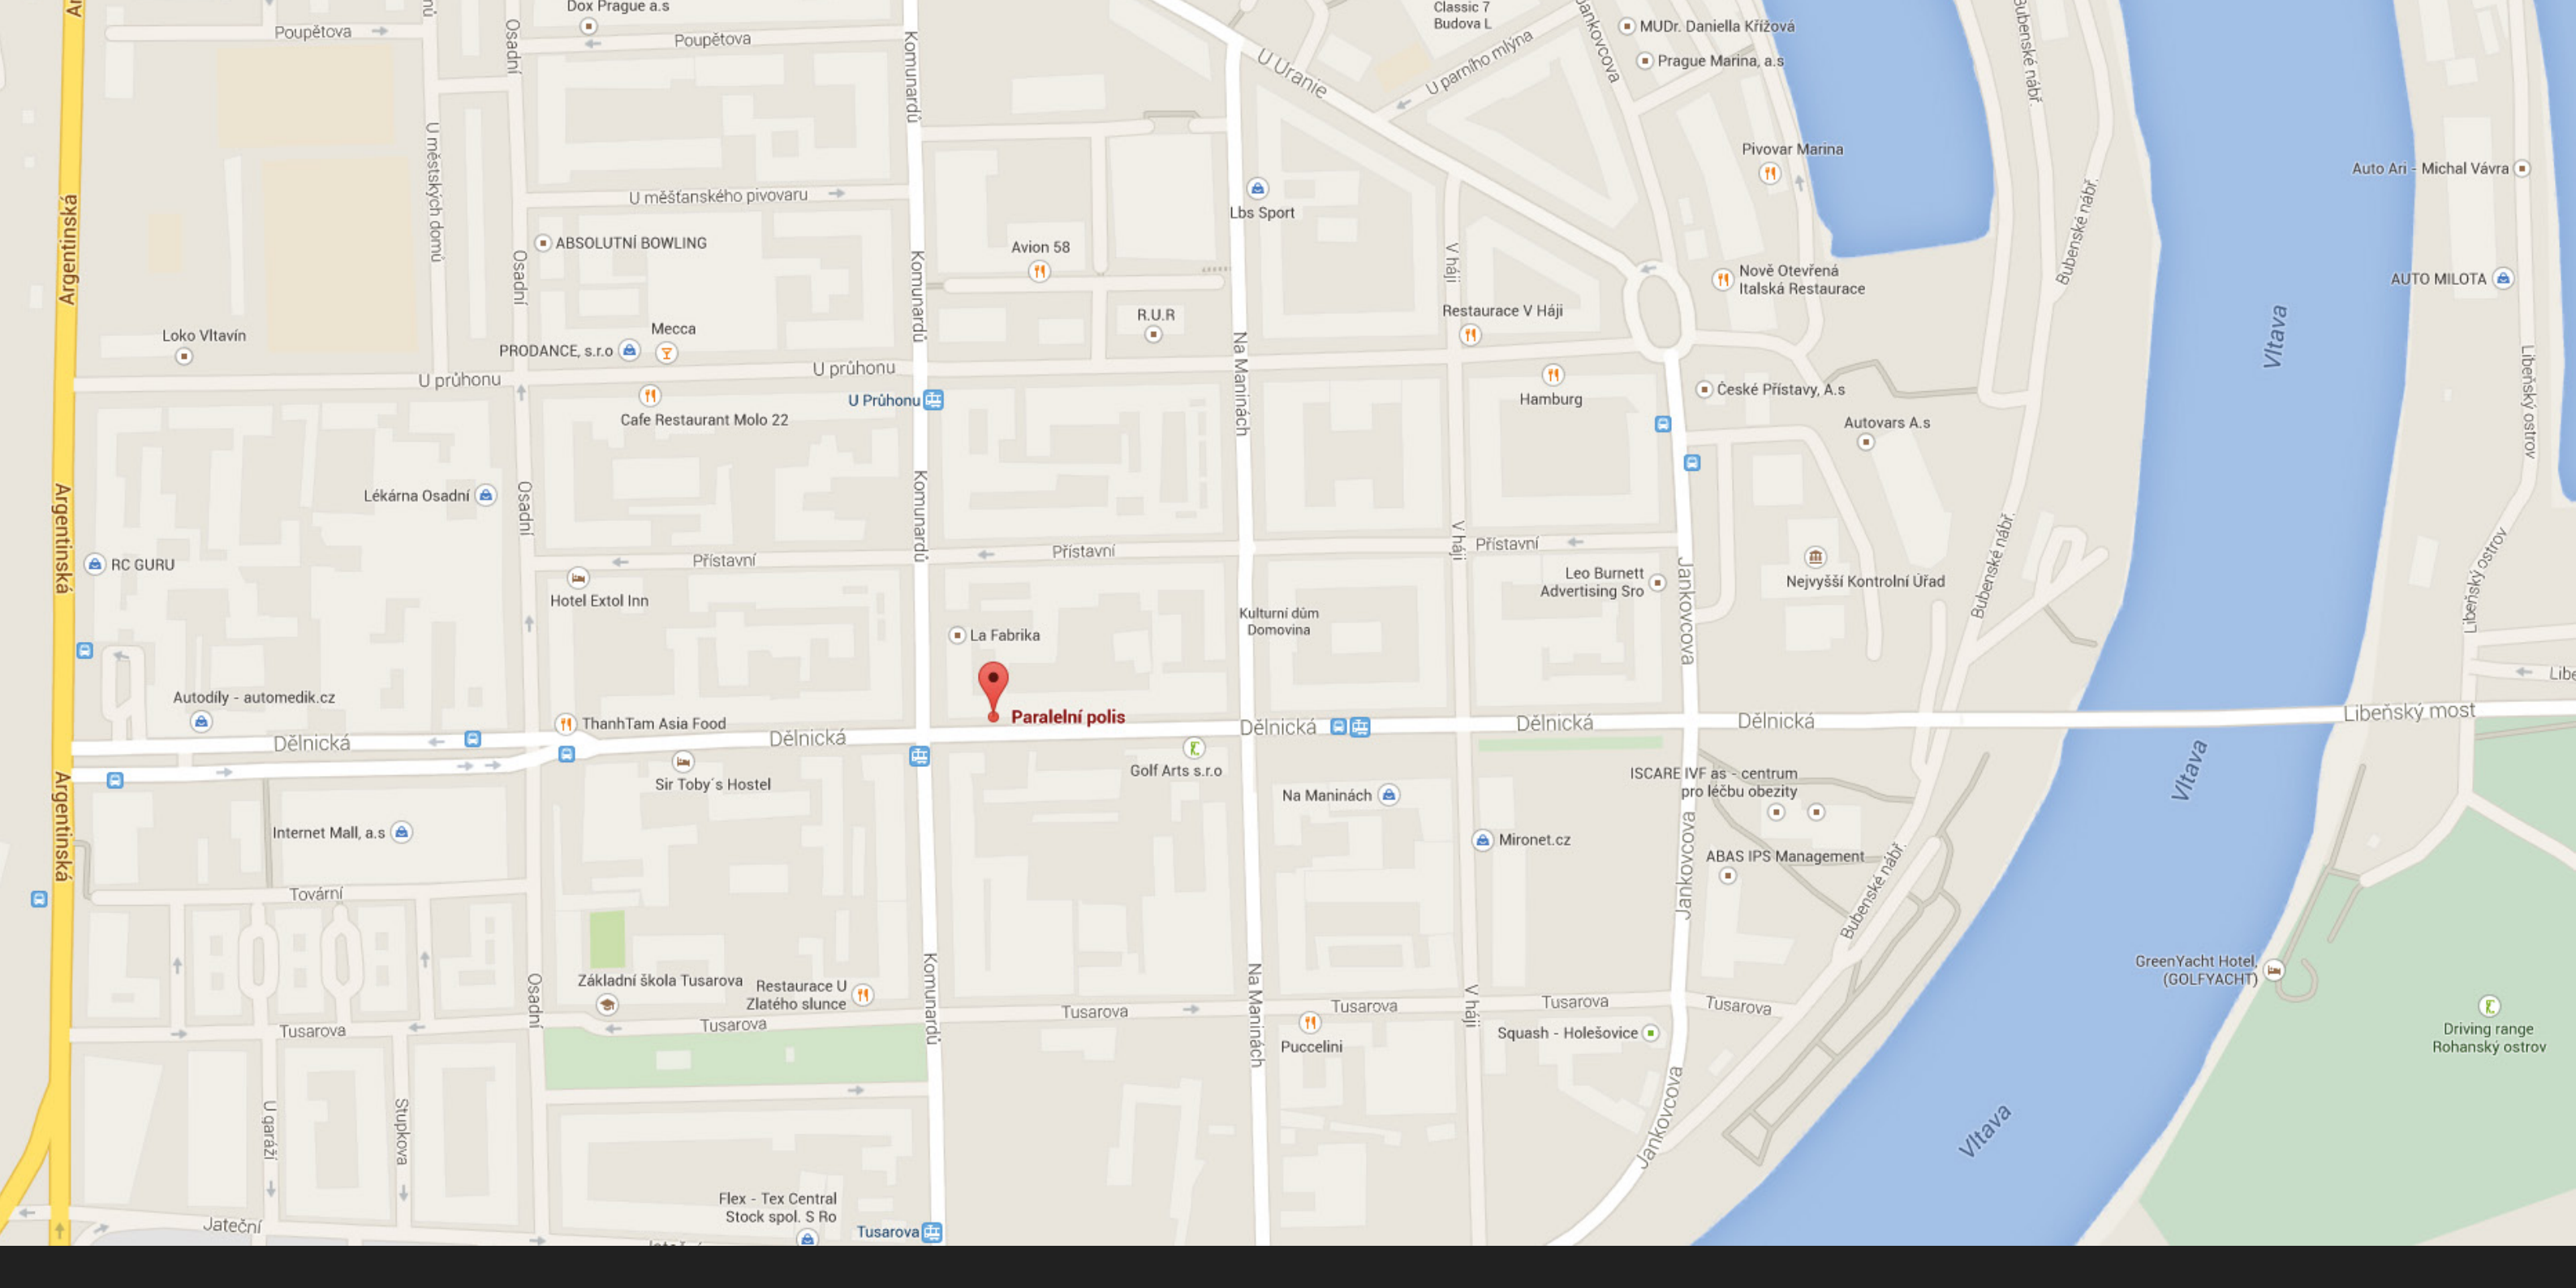 Dox Prague a.s
Classic 7
Budova L
MUDr. Daniella Křížová
Prague Marina, a.s
Poupětova
Poupětova
Osadní
Komunardů
U Uranie
U parního mlýna
Bubenské nábř.
U městských domů
Pivovar Marina
Auto Ari - Michal Vávra
Argentinská
U měšťanského pivovaru
Lbs Sport
Bubenské nábř.
ABSOLUTNÍ BOWLING
Osadní
Komunardů
Avion 58
V háji
Nově Otevřená
Italská Restaurace
AUTO MILOTA
Loko Vltavín
Mecca
PRODANCE, s.r.o
R.U.R
Restaurace V Háji
Vltava
Na Maninách
Libeňský ostrov
U průhonu
U průhonu
Cafe Restaurant Molo 22
U Průhonu
Hamburg
České Přístavy, A.s
Autovars A.s
Lékárna Osadní
Osadní
Komunardů
Argentinská
RC GURU
Přístavní
Přístavní
V háji
Přístavní
Bubenské nábř.
Hotel Extol Inn
Leo Burnett
Advertising Sro
Jankovcova
Nejvyšší Kontrolní Úřad
Libeňský ostrov
La Fabrika
Kulturní dům
Domovina
Autodíly - automedik.cz
ThanhTam Asia Food
Paralelní polis
Dělnická
Dělnická
Dělnická
Dělnická
Dělnická
Libeňský most
Sir Toby´s Hostel
Golf Arts s.r.o
ISCARE IVF as - centrum
pro léčbu obezity
Vltava
Argentinská
Na Maninách
Internet Mall, a.s
Mironet.cz
Jankovcova
ABAS IPS Management
Tovární
Bubenské nábř.
Základní škola Tusarova
Restaurace U
Zlatého slunce
Osadní
Komunardů
Na Maninách
V háji
GreenYacht Hotel,
(GOLFYACHT)
Tusarova
Tusarova
Tusarova
Tusarova
Tusarova
Tusarova
Puccelini
Squash - Holešovice
Driving range
Rohanský ostrov
U garáží
Stupkova
Jankovcova
Vltava
Flex - Tex Central
Stock spol. S Ro
Jateční
Tusarova